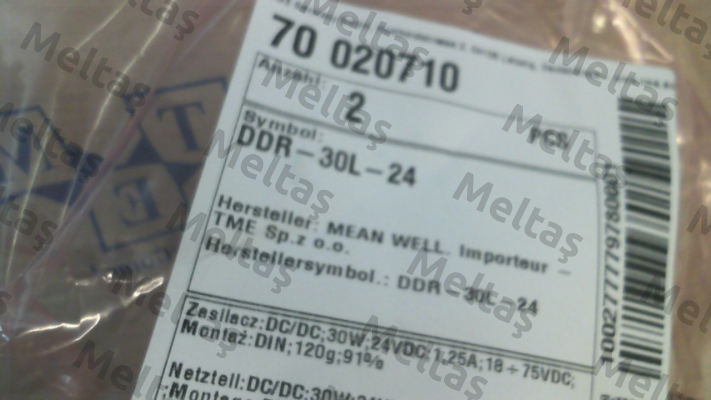 70 020710
Anzahl:
2 PCS
Symbol:
DDR-30L-24
Hersteller: MEAN WELL Importeur -
TME Sp.z o.o.
Herstellersymbol.: DDR-30L-24
Zasilacz:DC/DC;30W;24VDC;1,25A;18÷75VDC;
Montaż:DIN;120g;91%
Netzteil:DC/DC;30W
TME
Meltaş